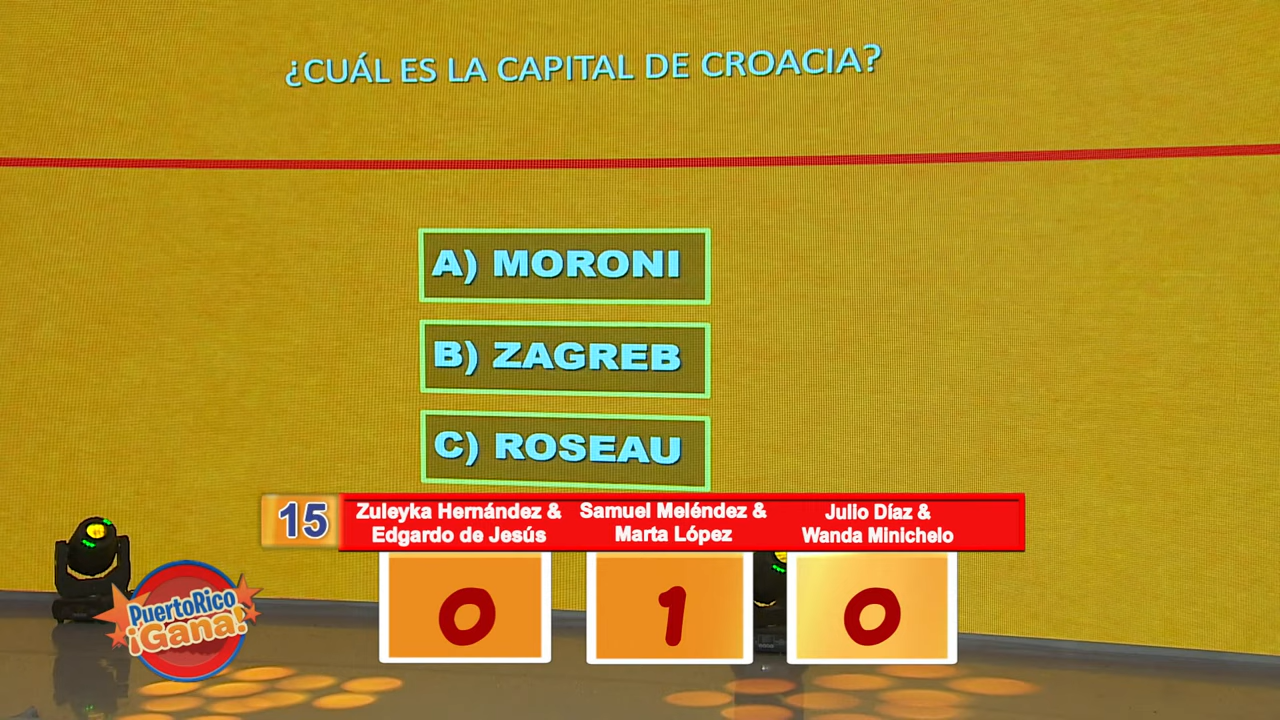 ¿CUÁL ES LA CAPITAL DE CROACIA?
A) MORONI
B) ZAGREB
C) ROSEAU
15
Zuleyka Hernández &
Edgardo de Jesús
Samuel Meléndez &
Marta López
Julio Díaz &
Wanda Minichelo
0
1
0
PuertoRico
¡Gana!